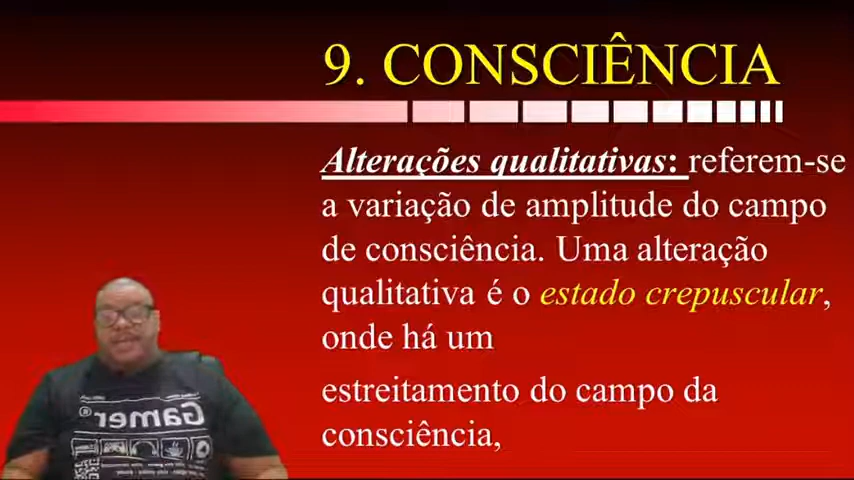 9. CONSCIÊNCIA
Alterações qualitativas: referem-se
a variação de amplitude do campo
de consciência. Uma alteração
qualitativa é o estado crepuscular,
onde há um
estreitamento do campo da
consciência,
Gamer®